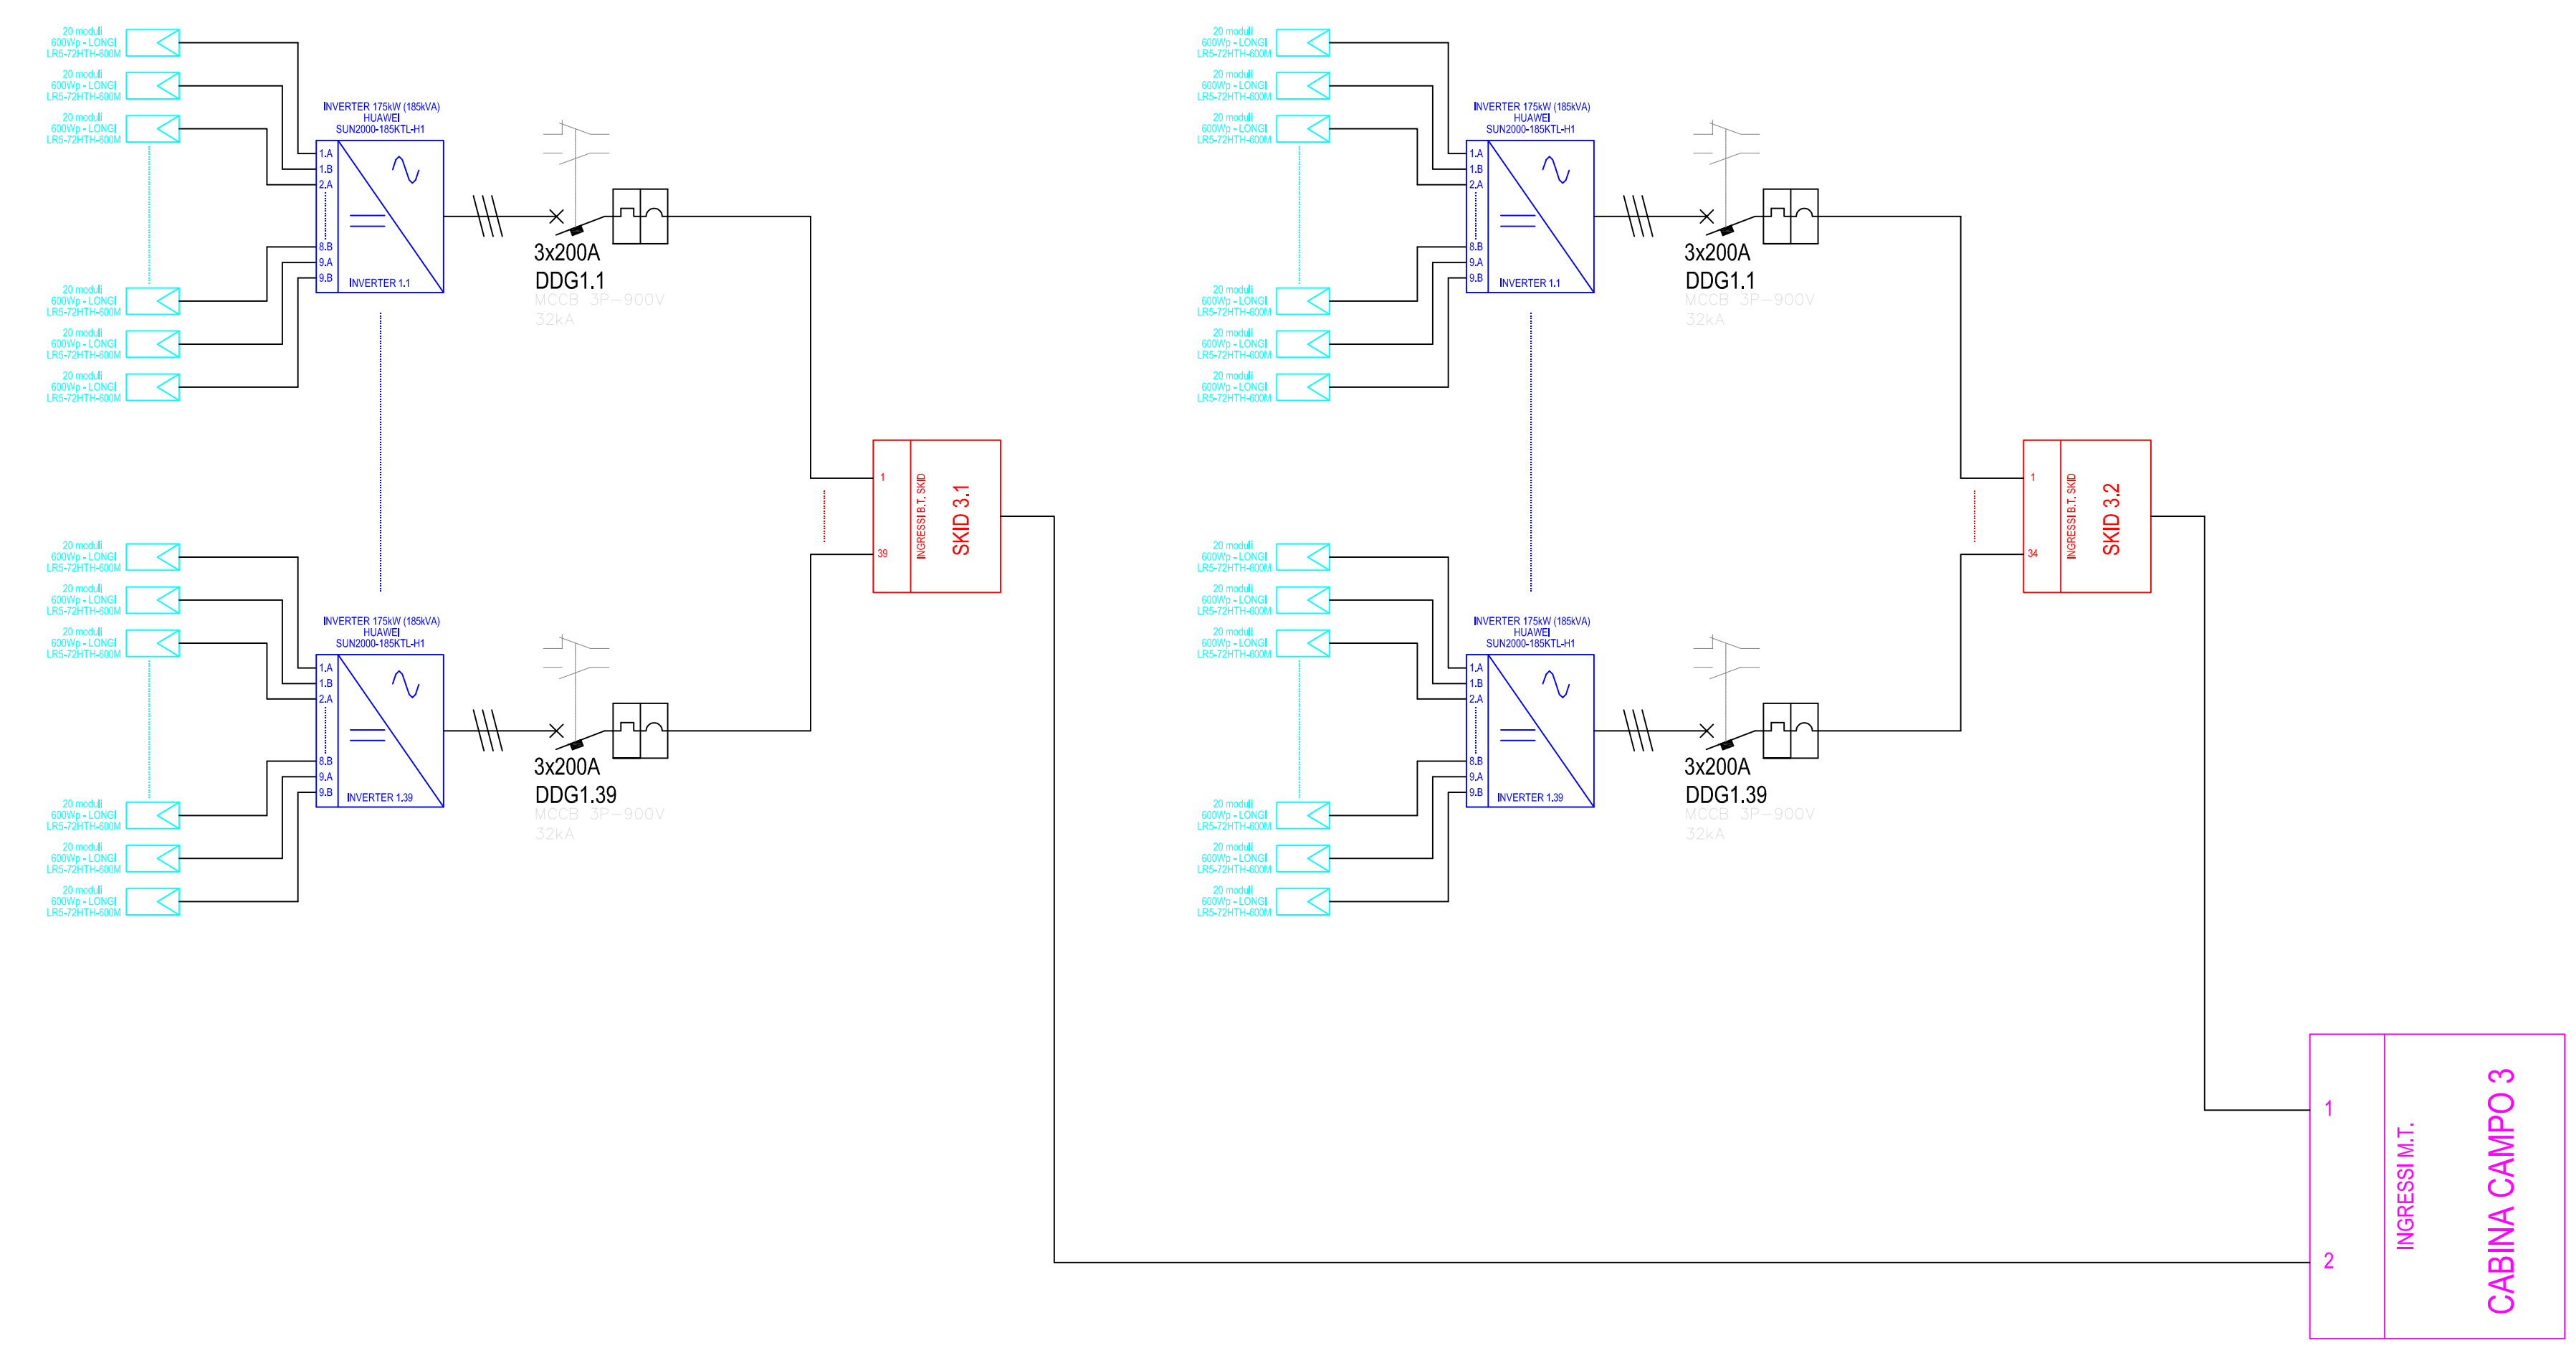 20 moduli
600Wp - LONGI
LR5-72HTH-600M
20 moduli
600Wp - LONGI
LR5-72HTH-600M
20 moduli
600Wp - LONGI
LR5-72HTH-600M
20 moduli
600Wp - LONGI
LR5-72HTH-600M
20 moduli
600Wp - LONGI
LR5-72HTH-600M
20 moduli
600Wp - LONGI
LR5-72HTH-600M
INVERTER 175kW (185kVA)
HUAWEI
SUN2000-185KTL-H1
1.A
1.B
2.A
8.B
9.A
9.B
INVERTER 1.1
3x200A
DDG1.1
MCCB 3P-900V
32kA
20 moduli
600Wp - LONGI
LR5-72HTH-600M
20 moduli
600Wp - LONGI
LR5-72HTH-600M
20 moduli
600Wp - LONGI
LR5-72HTH-600M
20 moduli
600Wp - LONGI
LR5-72HTH-600M
20 moduli
600Wp - LONGI
LR5-72HTH-600M
20 moduli
600Wp - LONGI
LR5-72HTH-600M
INVERTER 175kW (185kVA)
HUAWEI
SUN2000-185KTL-H1
1.A
1.B
2.A
8.B
9.A
9.B
INVERTER 1.39
3x200A
DDG1.39
MCCB 3P-900V
32kA
1
39
INGRESSI B.T. SKID
SKID 3.1
20 moduli
600Wp - LONGI
LR5-72HTH-600M
20 moduli
600Wp - LONGI
LR5-72HTH-600M
20 moduli
600Wp - LONGI
LR5-72HTH-600M
20 moduli
600Wp - LONGI
LR5-72HTH-600M
20 moduli
600Wp - LONGI
LR5-72HTH-600M
20 moduli
600Wp - LONGI
LR5-72HTH-600M
INVERTER 175kW (185kVA)
HUAWEI
SUN2000-185KTL-H1
1.A
1.B
2.A
8.B
9.A
9.B
INVERTER 1.1
3x200A
DDG1.1
MCCB 3P-900V
32kA
20 moduli
600Wp - LONGI
LR5-72HTH-600M
20 moduli
600Wp - LONGI
LR5-72HTH-600M
20 moduli
600Wp - LONGI
LR5-72HTH-600M
20 moduli
600Wp - LONGI
LR5-72HTH-600M
20 moduli
600Wp - LONGI
LR5-72HTH-600M
20 moduli
600Wp - LONGI
LR5-72HTH-600M
INVERTER 175kW (185kVA)
HUAWEI
SUN2000-185KTL-H1
1.A
1.B
2.A
8.B
9.A
9.B
INVERTER 1.39
3x200A
DDG1.39
MCCB 3P-900V
32kA
1
34
INGRESSI B.T. SKID
SKID 3.2
1
2
INGRESSI M.T.
CABINA CAMPO 3